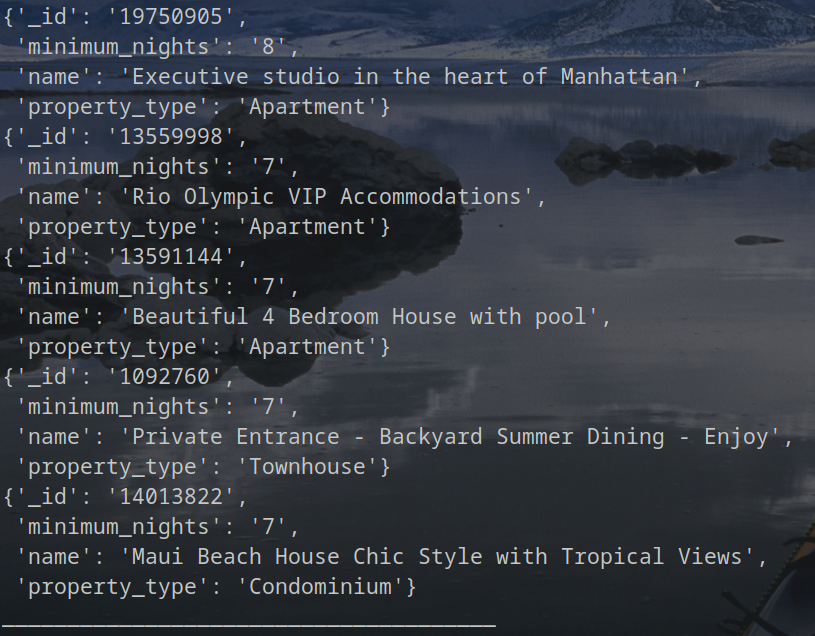 {'_id': '19750905',
 'minimum_nights': '8',
 'name': 'Executive studio in the heart of Manhattan',
 'property_type': 'Apartment'}
{'_id': '13559998',
 'minimum_nights': '7',
 'name': 'Rio Olympic VIP Accommodations',
 'property_type': 'Apartment'}
{'_id': '13591144',
 'minimum_nights': '7',
 'name': 'Beautiful 4 Bedroom House with pool',
 'property_type': 'Apartment'}
{'_id': '1092760',
 'minimum_nights': '7',
 'name': 'Private Entrance - Backyard Summer Dining - Enjoy',
 'property_type': 'Townhouse'}
{'_id': '14013822',
 'minimum_nights': '7',
 'name': 'Maui Beach House Chic Style with Tropical Views',
 'property_type': 'Condominium'}
______________________________________